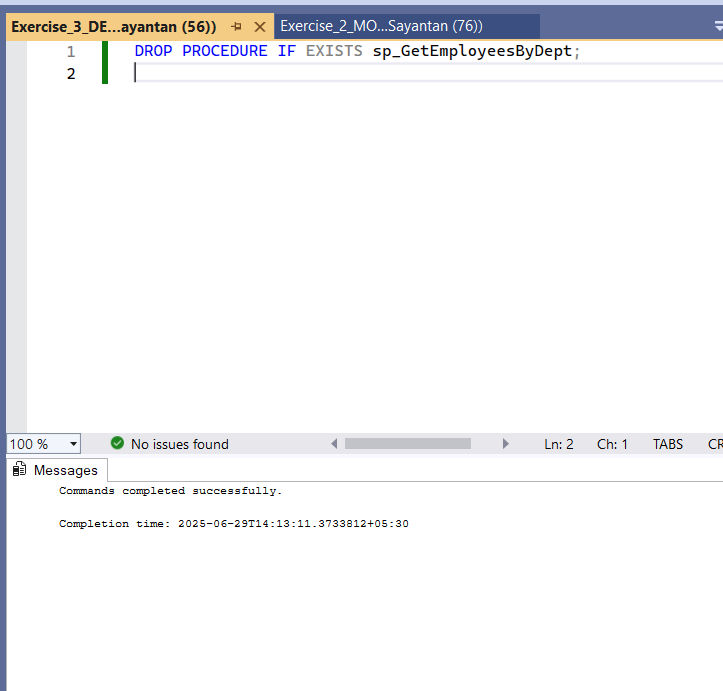 Exercise_3_DE...ayantan (56))
Exercise_2_MO...Sayantan (76))
1 DROP PROCEDURE IF EXISTS sp_GetEmployeesByDept;
2
100 %
No issues found
Ln: 2 Ch: 1 TABS CR
Messages
Commands completed successfully.
Completion time: 2025-06-29T14:13:11.3733812+05:30